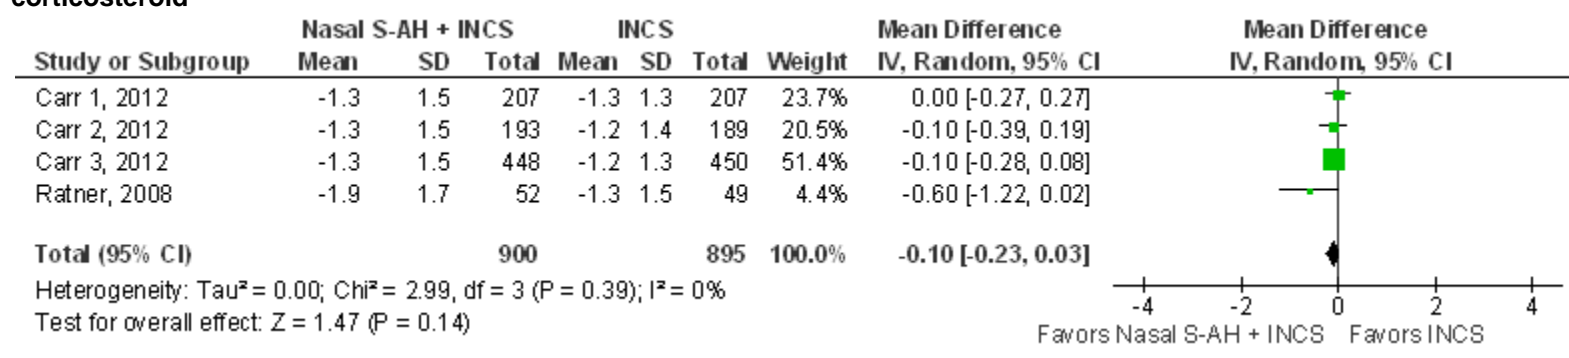 corticosteroid
Nasal S-AH + INCS INCS Mean Difference Mean Difference
Study or Subgroup Mean SD Total Mean SD Total Weight IV, Random, 95% CI IV, Random, 95% CI
Carr 1, 2012 -1.3 1.5 207 -1.3 1.3 207 23.7% 0.00 [-0.27, 0.27]
Carr 2, 2012 -1.3 1.5 193 -1.2 1.4 189 20.5% -0.10 [-0.39, 0.19]
Carr 3, 2012 -1.3 1.5 448 -1.2 1.3 450 51.4% -0.10 [-0.28, 0.08]
Ratner, 2008 -1.9 1.7 52 -1.3 1.5 49 4.4% -0.60 [-1.22, 0.02]
Total (95% CI) 900 895 100.0% -0.10 [-0.23, 0.03]
Heterogeneity: Tau² = 0.00; Chi² = 2.99, df = 3 (P = 0.39); I² = 0%
Test for overall effect: Z = 1.47 (P = 0.14)
-4 -2 0 2 4
Favors Nasal S-AH + INCS Favors INCS